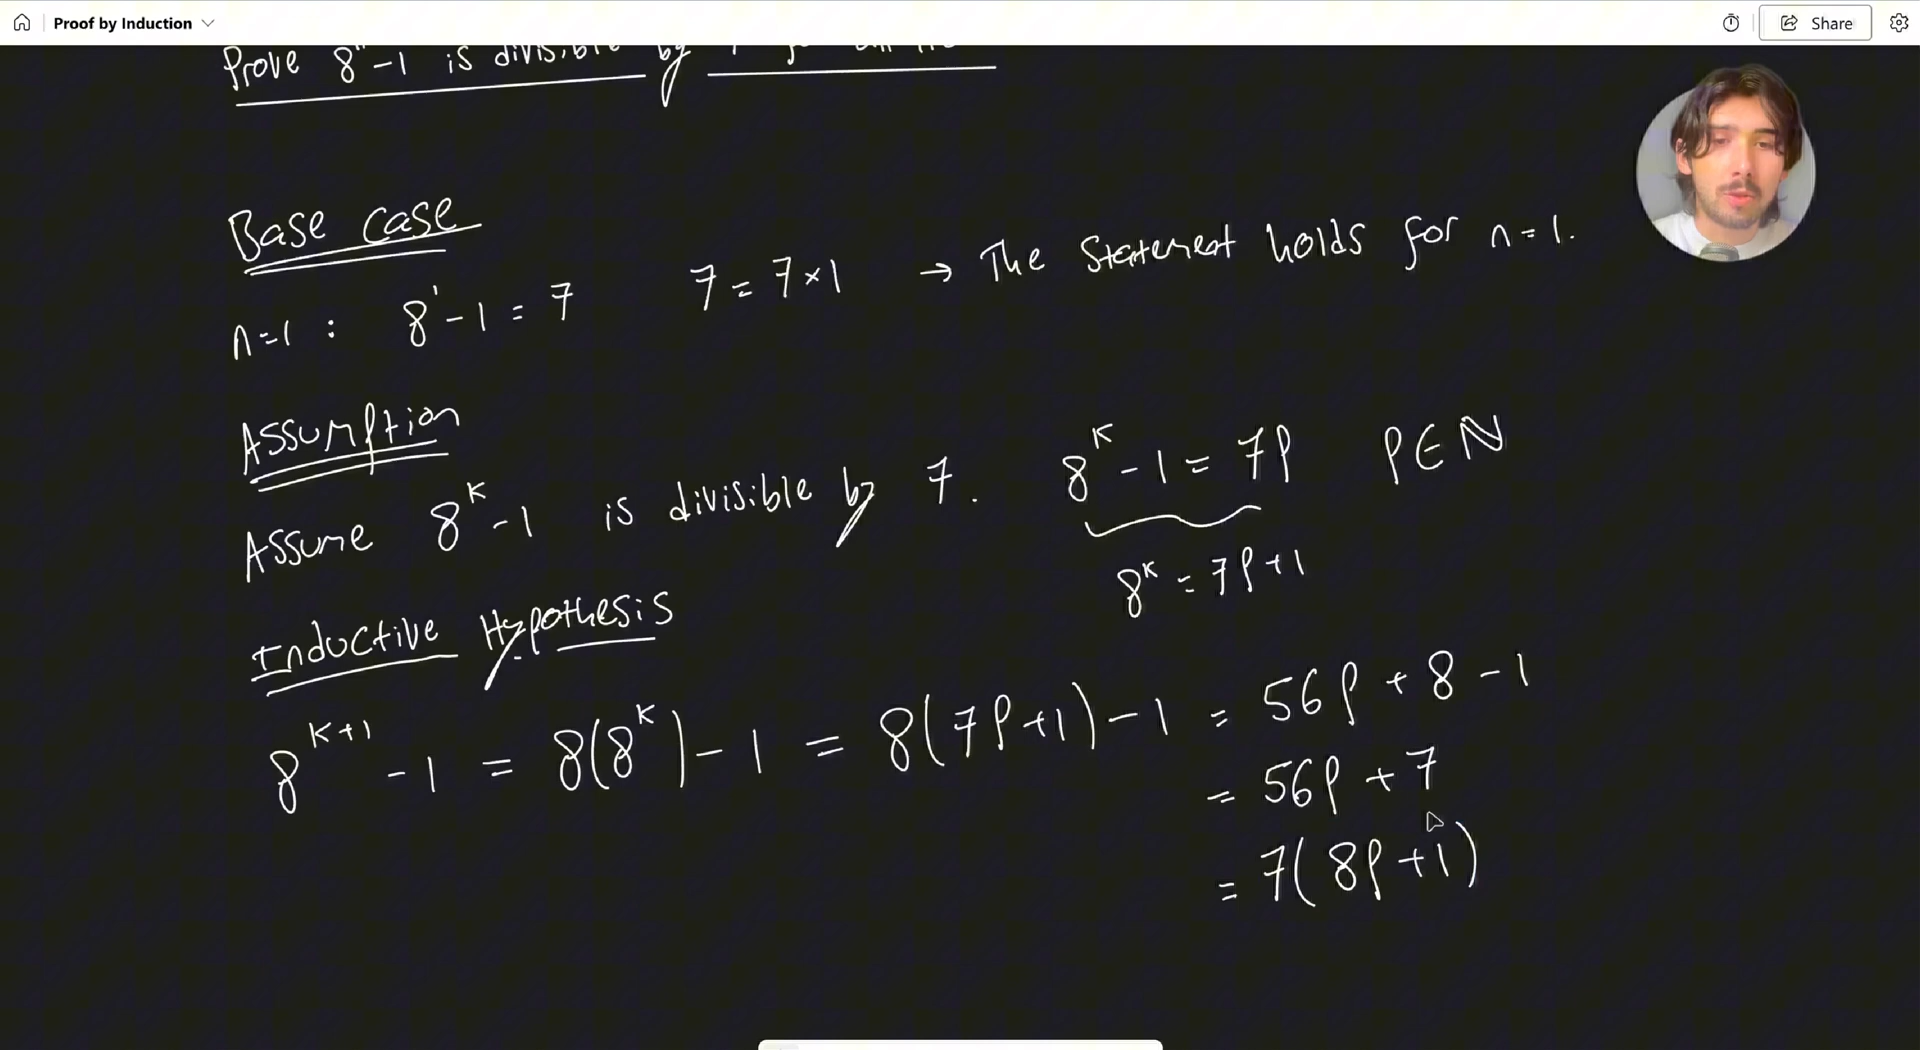 Proof by Induction
Share
Prove 8ⁿ-1 is divisible by
Base case
n=1 : 8¹-1 = 7 7 = 7×1 → The Statement holds for n=1.
Assumption
Assume 8ᴷ-1 is divisible by 7. 8ᴷ-1 = 7P P∈ℕ
8ᴷ = 7P+1
Inductive Hypothesis
8ᴷ⁺¹ -1 = 8(8ᴷ)-1 = 8(7P+1)-1 = 56P+8-1
= 56P+7
= 7(8P+1)